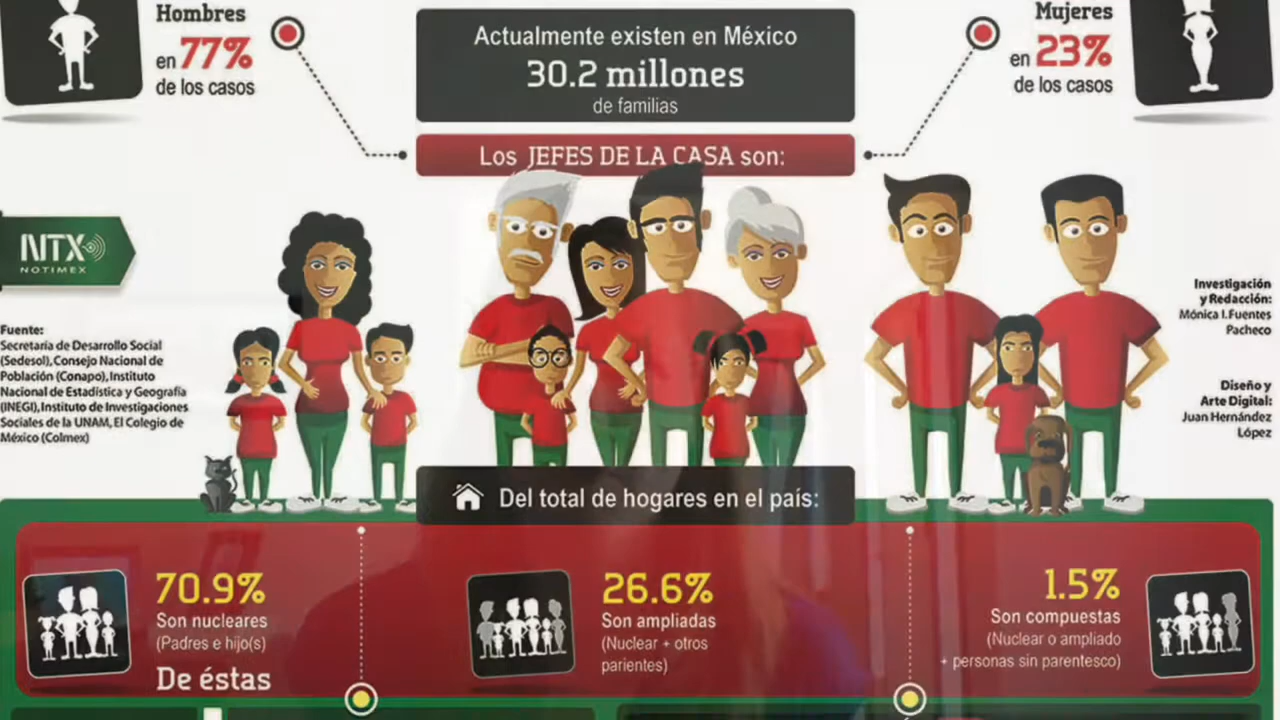 Hombres
en 77%
de los casos
Actualmente existen en México
30.2 millones
de familias
Mujeres
en 23%
de los casos
Los JEFES DE LA CASA son:
NTX
NOTIMEX
Fuente:
Secretaria de Desarrollo Social
(Sedesol), Consejo Nacional de
Población (Conapo), Instituto
Nacional de Estadística y Geografía
(INEGI), Instituto de Investigaciones
Sociales de la UNAM, El Colegio de
México (Colmex)
Investigación
y Redacción:
Mónica I. Fuentes
Pacheco
Diseño y
Arte Digital:
Juan Hernández
López
Del total de hogares en el país:
70.9%
Son nucleares
(Padres e hijo(s)
De éstas
26.6%
Son ampliadas
(Nuclear + otros
parientes)
1.5%
Son compuestas
(Nuclear o ampliado
+ personas sin parentesco)